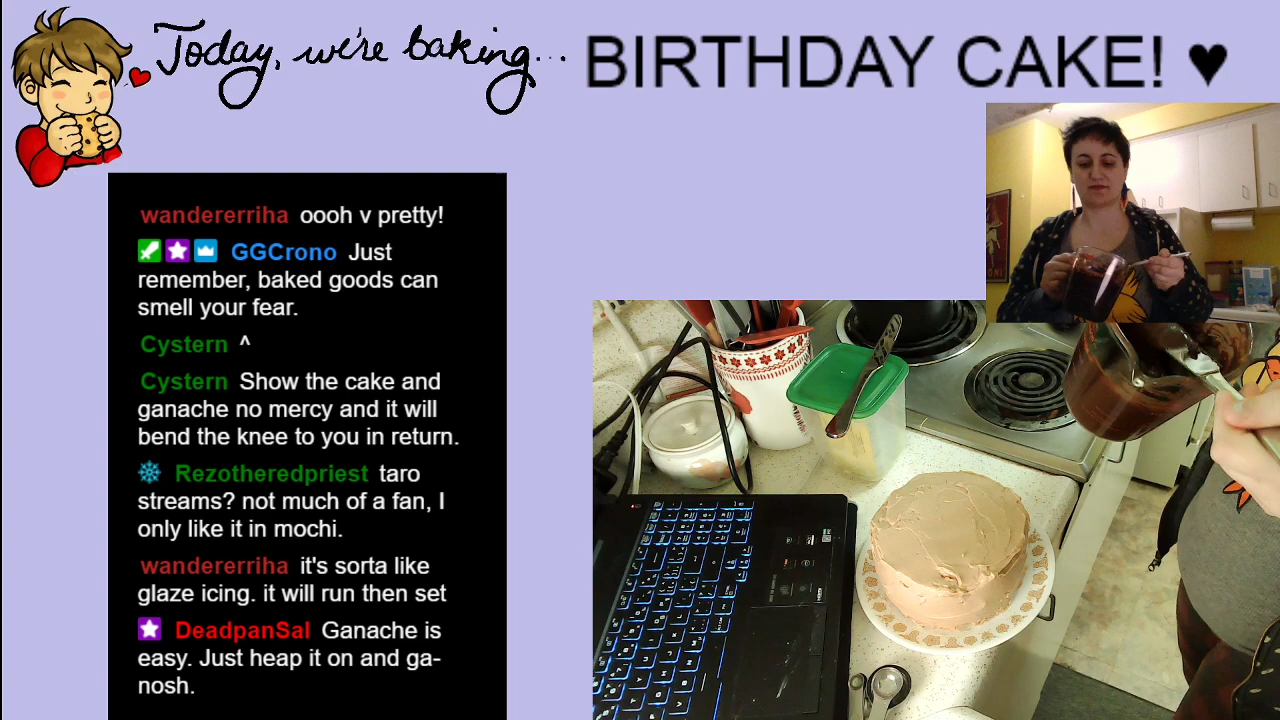 Today, we're baking... BIRTHDAY CAKE! ♥
wandererriha oooh v pretty!
GGCrono Just
remember, baked goods can
smell your fear.
Cystern ^
Cystern Show the cake and
ganache no mercy and it will
bend the knee to you in return.
Rezotheredpriest taro
streams? not much of a fan, I
only like it in mochi.
wandererriha it's sorta like
glaze icing. it will run then set
DeadpanSal Ganache is
easy. Just heap it on and ga-
nosh.